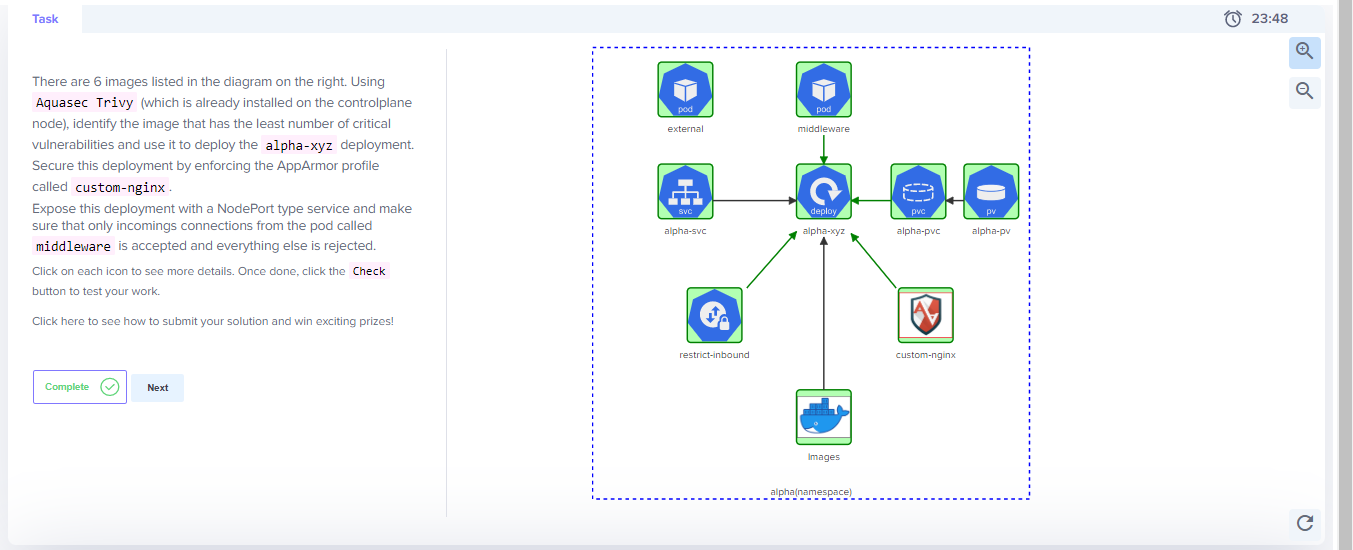 Task
23:48
There are 6 images listed in the diagram on the right. Using
Aquasec Trivy (which is already installed on the controlplane
node), identify the image that has the least number of critical
vulnerabilities and use it to deploy the alpha-xyz deployment.
Secure this deployment by enforcing the AppArmor profile
called custom-nginx.
Expose this deployment with a NodePort type service and make
sure that only incomings connections from the pod called
middleware is accepted and everything else is rejected.
Click on each icon to see more details. Once done, click the Check
button to test your work.
Click here to see how to submit your solution and win exciting prizes!
Complete
Next
pod
pod
external
middleware
svc
deploy
pvc
pv
alpha-svc
alpha-xyz
alpha-pvc
alpha-pv
restrict-inbound
custom-nginx
Images
alpha(namespace)